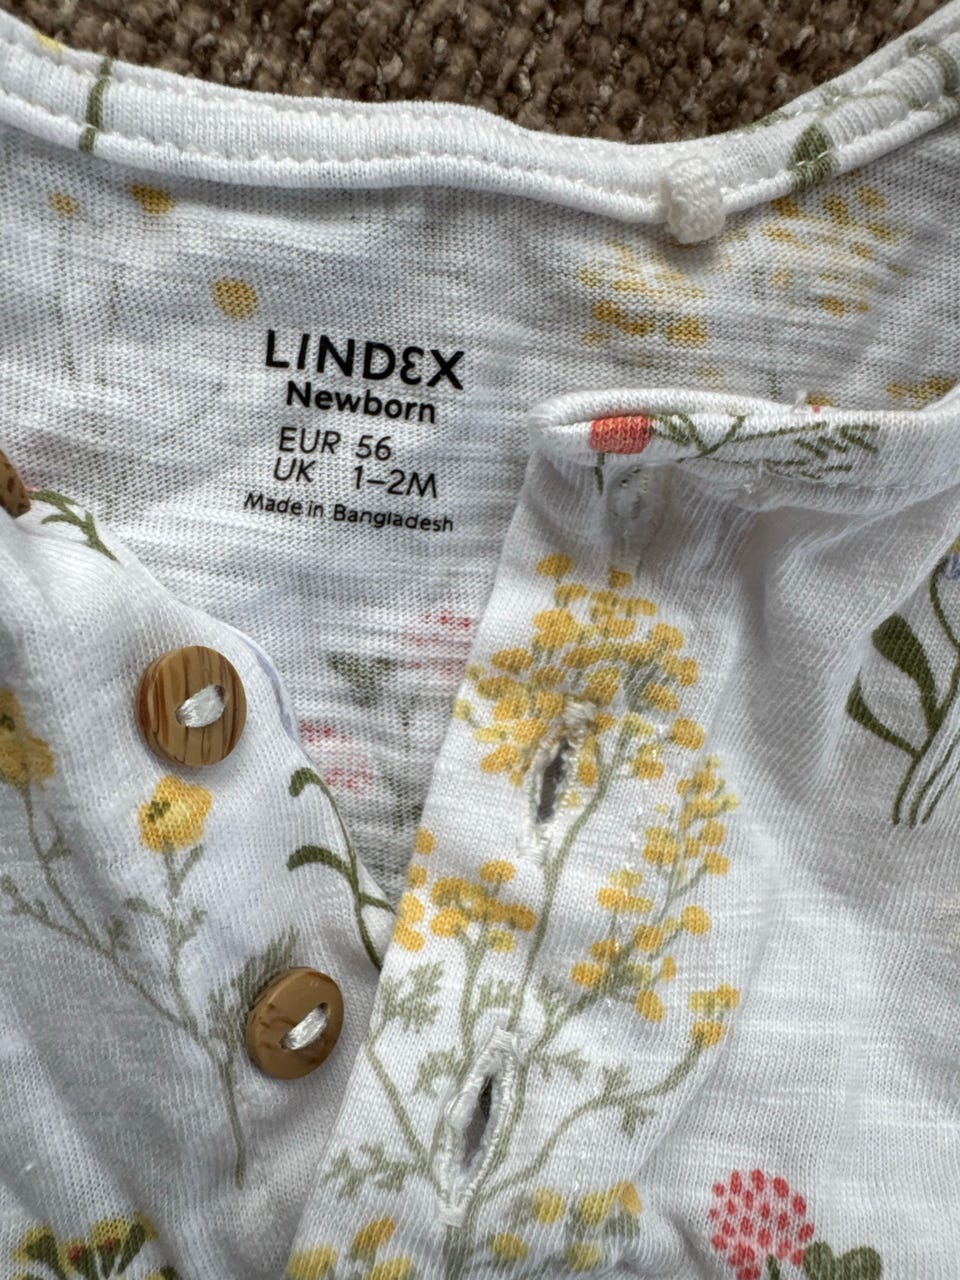 LINDEX
Newborn
EUR 56
UK 1–2M
Made in Bangladesh